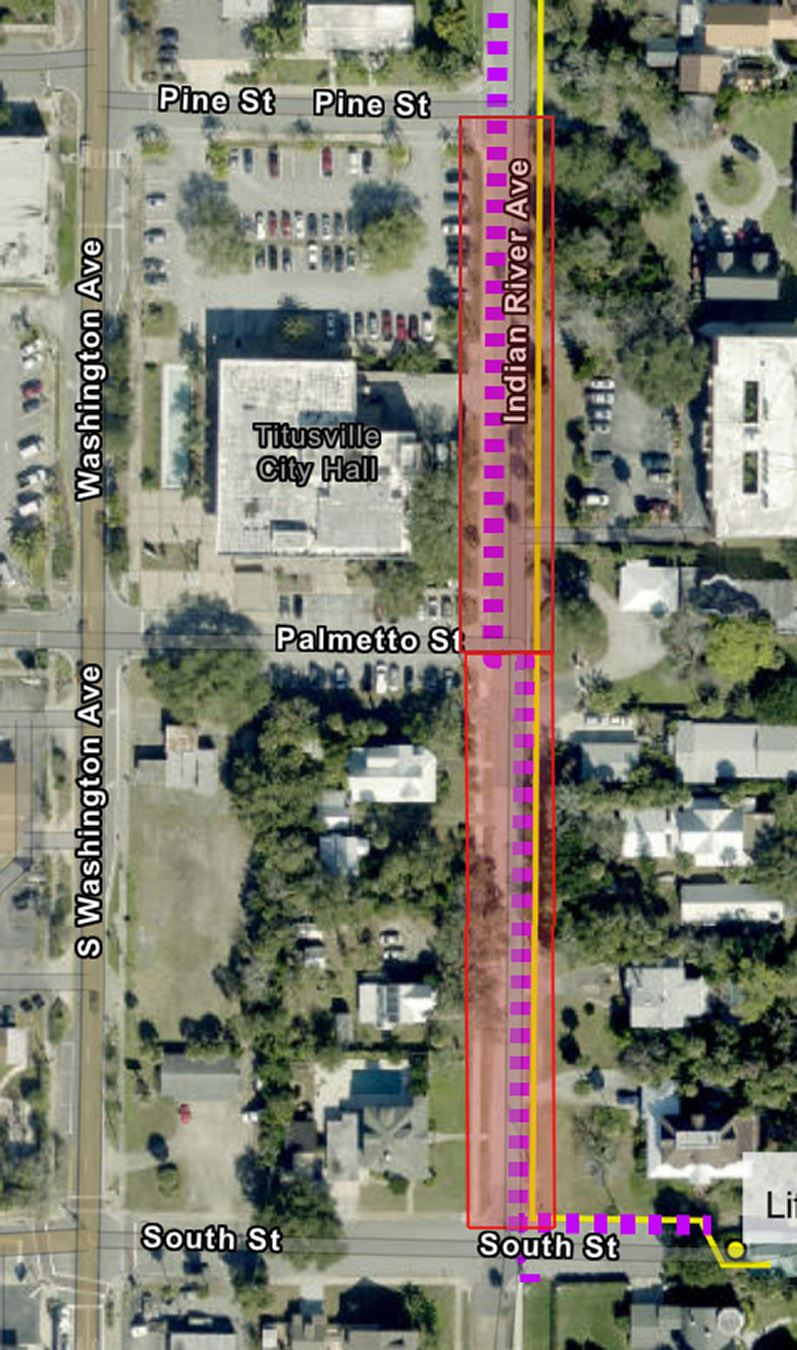 Pine St
Pine St
Indian River Ave
Washington Ave
Titusville
City Hall
Palmetto St
S Washington Ave
South St
South St